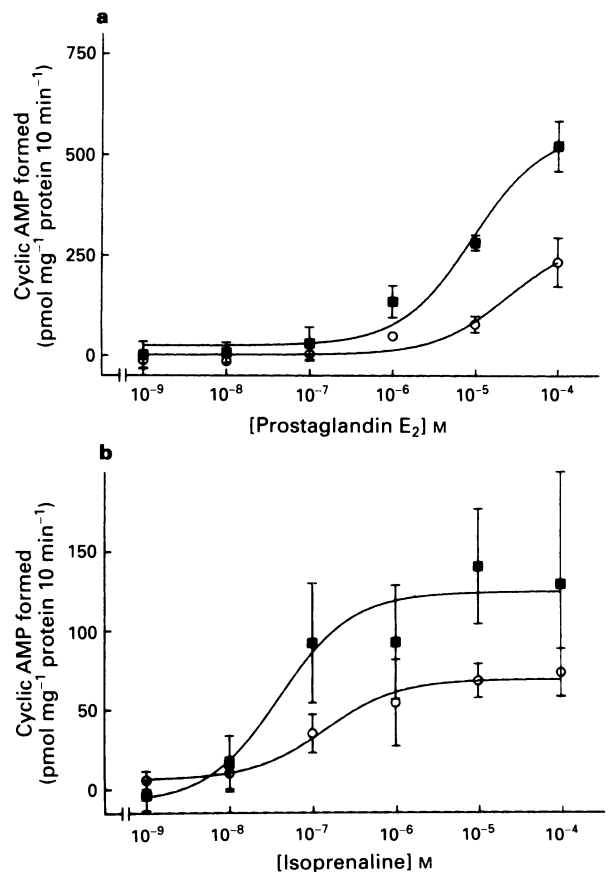 a
Cyclic AMP formed
(pmol mg⁻¹ protein 10 min⁻¹)
750
500
250
0
10⁻⁹ 10⁻⁸ 10⁻⁷ 10⁻⁶ 10⁻⁵ 10⁻⁴
[Prostaglandin E₂] M
b
Cyclic AMP formed
(pmol mg⁻¹ protein 10 min⁻¹)
150
100
50
0
10⁻⁹ 10⁻⁸ 10⁻⁷ 10⁻⁶ 10⁻⁵ 10⁻⁴
[Isoprenaline] M